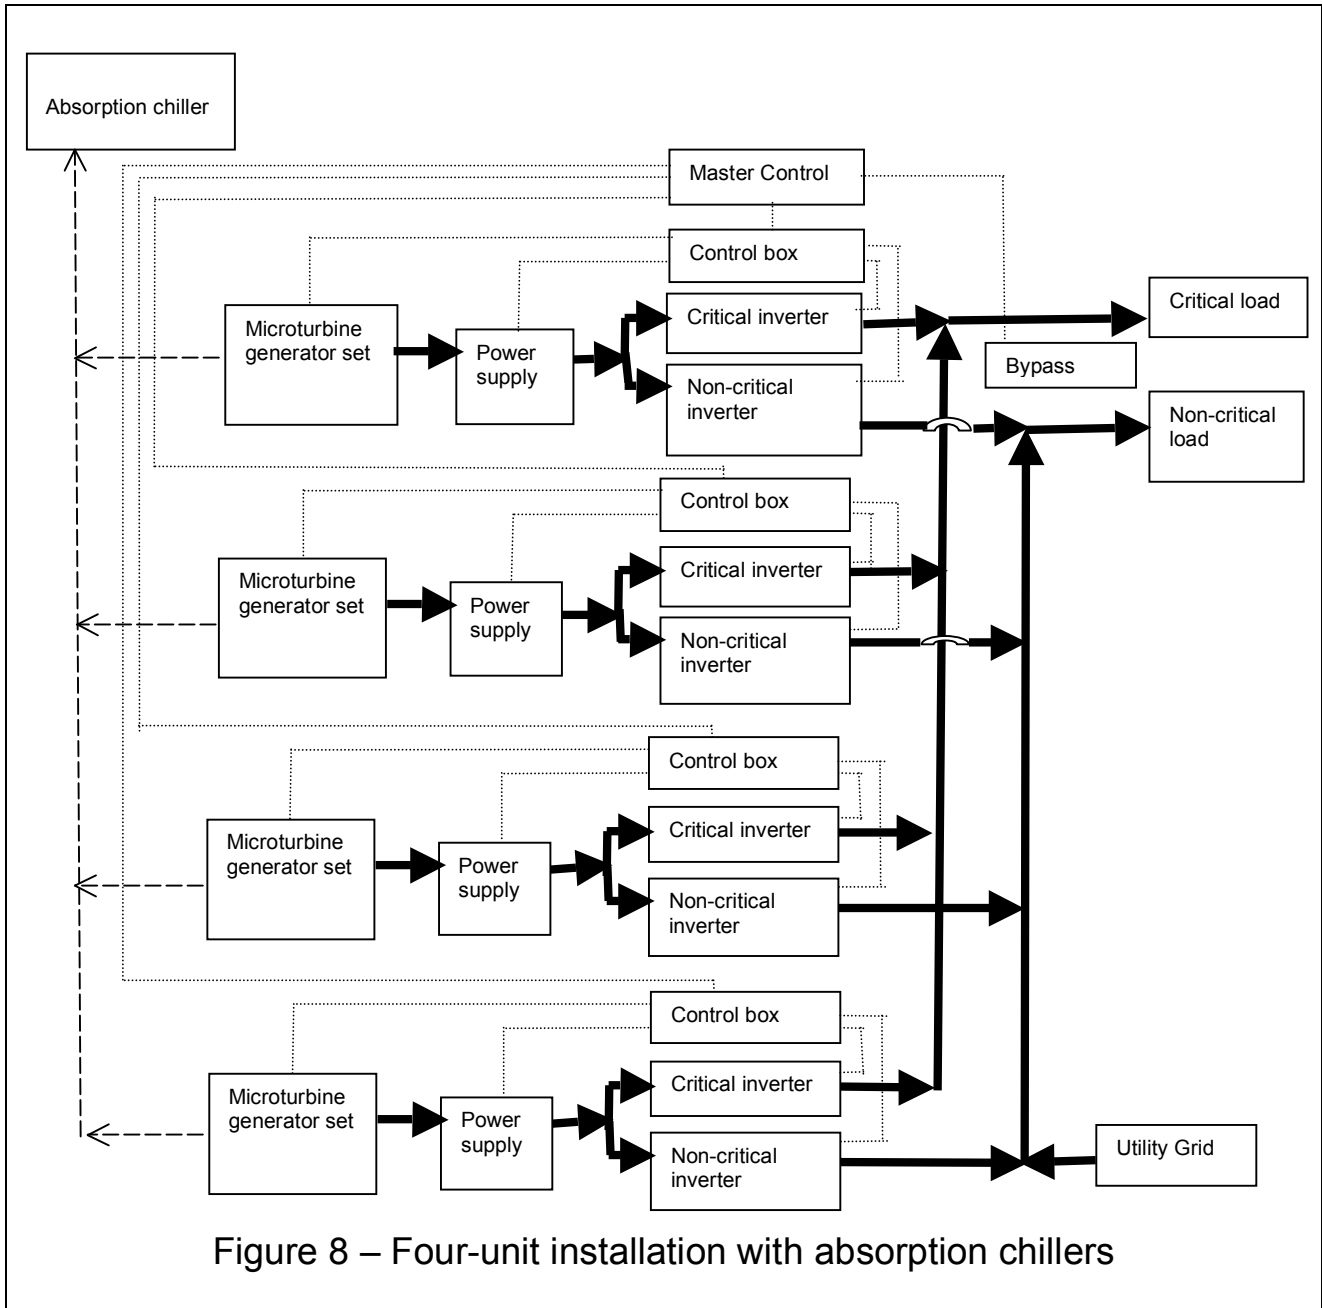 Absorption chiller
Master Control
Control box
Critical inverter
Critical load
Microturbine
generator set
Power
supply
Bypass
Non-critical
inverter
Non-critical
load
Control box
Critical inverter
Microturbine
generator set
Power
supply
Non-critical
inverter
Control box
Critical inverter
Microturbine
generator set
Power
supply
Non-critical
inverter
Control box
Critical inverter
Microturbine
generator set
Power
supply
Non-critical
inverter
Utility Grid
Figure 8 – Four-unit installation with absorption chillers